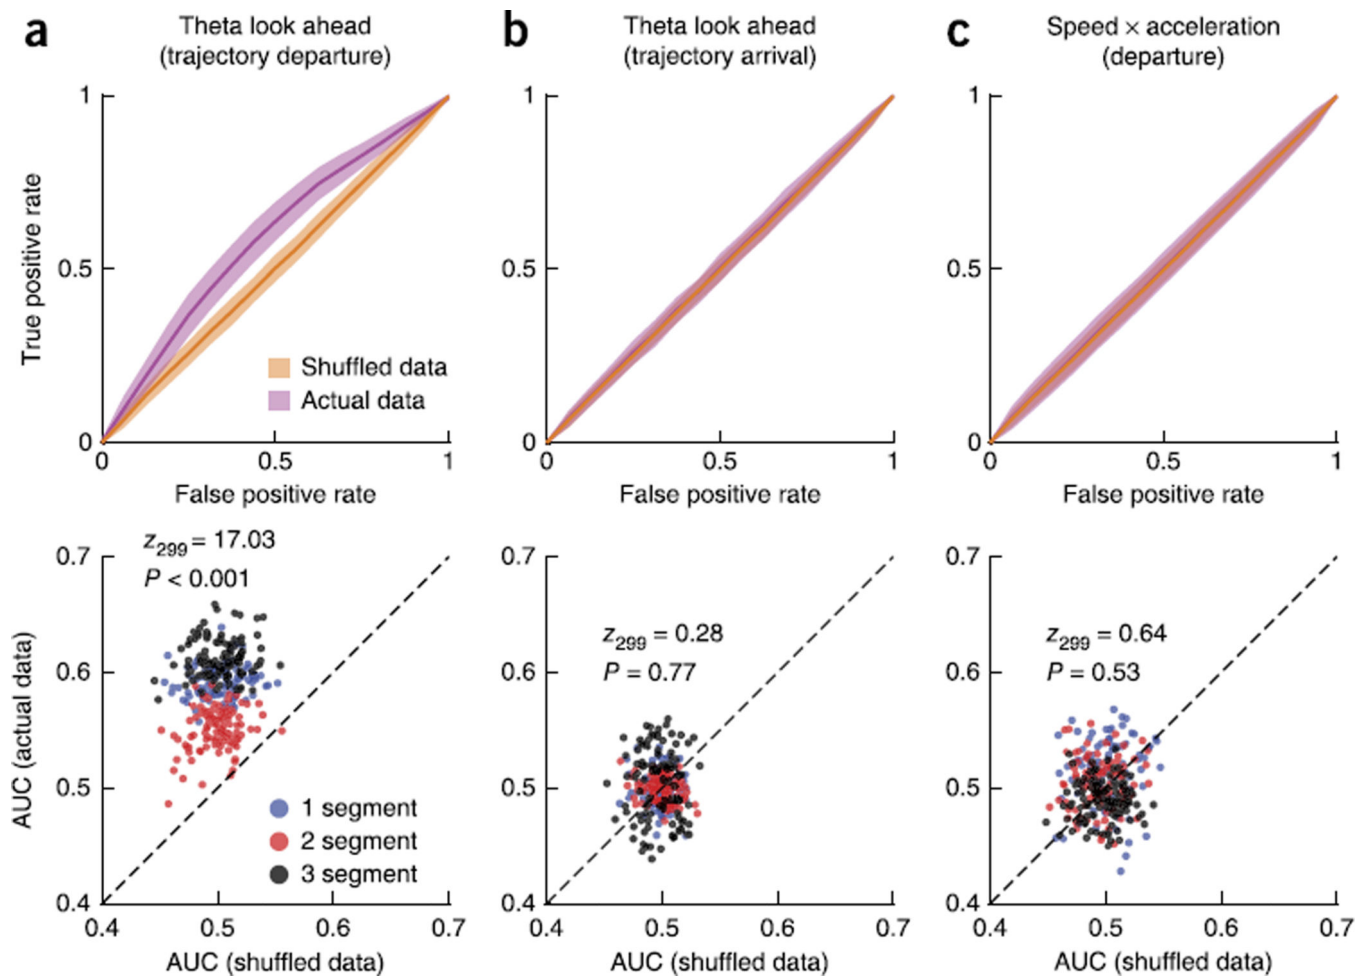 a
Theta look ahead
(trajectory departure)
b
Theta look ahead
(trajectory arrival)
c
Speed × acceleration
(departure)
True positive rate
1
0.5
0
Shuffled data
Actual data
0
0.5
1
False positive rate
1
0.5
0
0
0.5
1
False positive rate
1
0.5
0
0
0.5
1
False positive rate
AUC (actual data)
0.7
0.6
0.5
0.4
z299 = 17.03
P < 0.001
1 segment
2 segment
3 segment
0.4
0.5
0.6
0.7
AUC (shuffled data)
0.7
0.6
0.5
0.4
z299 = 0.28
P = 0.77
0.4
0.5
0.6
0.7
AUC (shuffled data)
0.7
0.6
0.5
0.4
z299 = 0.64
P = 0.53
0.4
0.5
0.6
0.7
AUC (shuffled data)